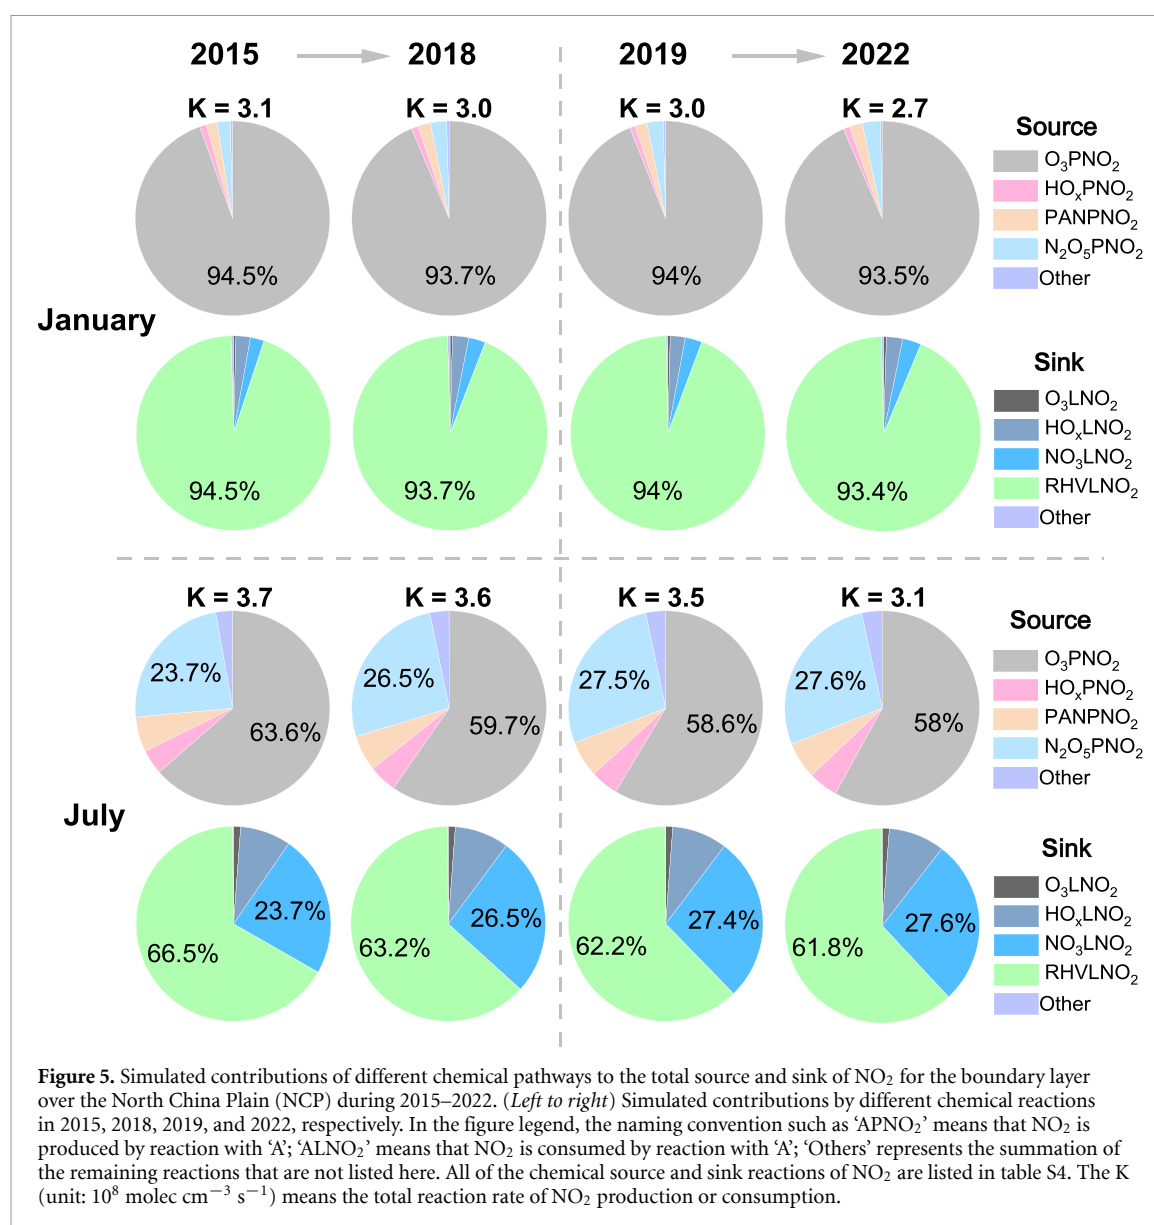 2015 2018 2019 2022
K = 3.1 K = 3.0 K = 3.0 K = 2.7
Source
O₃PNO₂
HOₓPNO₂
PANPNO₂
N₂O₅PNO₂
Other
94.5% 93.7% 94% 93.5%
January
Sink
O₃LNO₂
HOₓLNO₂
NO₃LNO₂
RHVLNO₂
Other
94.5% 93.7% 94% 93.4%
K = 3.7 K = 3.6 K = 3.5 K = 3.1
Source
O₃PNO₂
HOₓPNO₂
PANPNO₂
N₂O₅PNO₂
Other
23.7% 26.5% 27.5% 27.6%
63.6% 59.7% 58.6% 58%
July
Sink
O₃LNO₂
HOₓLNO₂
NO₃LNO₂
RHVLNO₂
Other
23.7% 26.5% 27.4% 27.6%
66.5% 63.2% 62.2% 61.8%
Figure 5. Simulated contributions of different chemical pathways to the total source and sink of NO₂ for the boundary layer
over the North China Plain (NCP) during 2015–2022. (Left to right) Simulated contributions by different chemical reactions
in 2015, 2018, 2019, and 2022, respectively. In the figure legend, the naming convention such as ‘APNO₂’ means that NO₂ is
produced by reaction with ‘A’; ‘ALNO₂’ means that NO₂ is consumed by reaction with ‘A’; ‘Others’ represents the summation of
the remaining reactions that are not listed here. All of the chemical source and sink reactions of NO₂ are listed in table S4. The K
(unit: 10⁸ molec cm⁻³ s⁻¹) means the total reaction rate of NO₂ production or consumption.